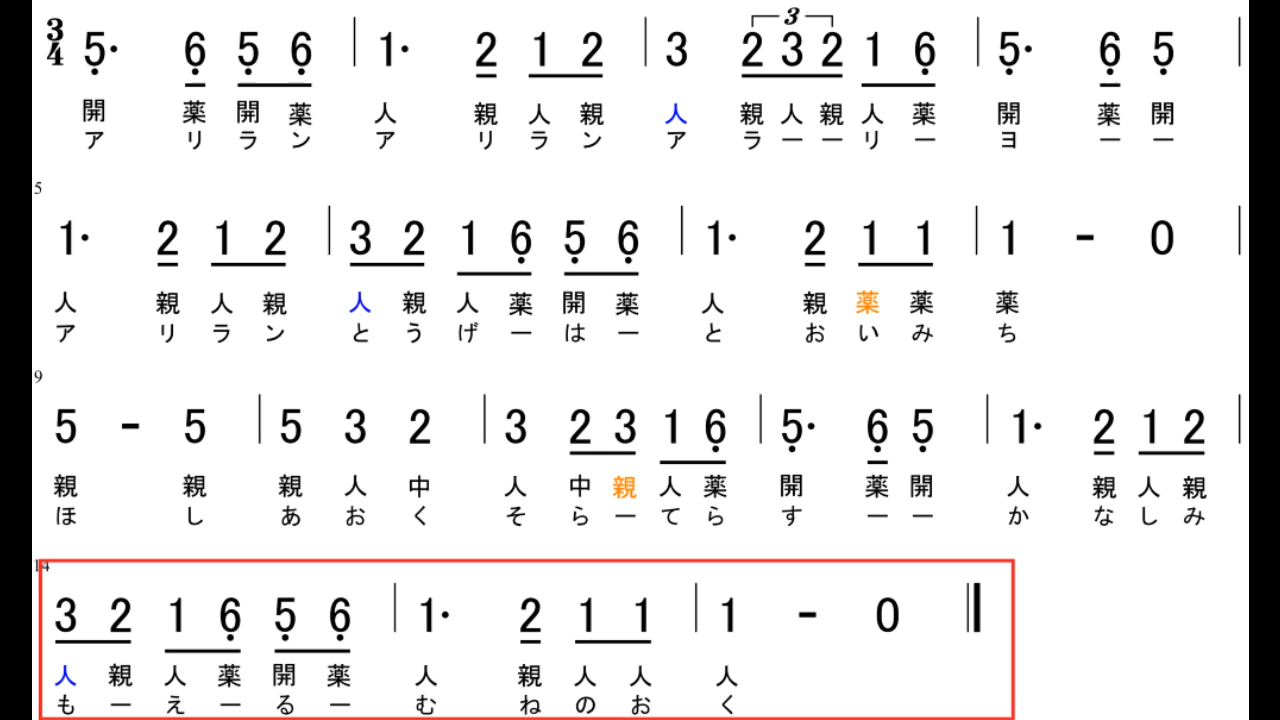 3
3/4 5· 6 5 6 | 1· 2 1 2 | 3 2 3 2 1 6 | 5· 6 5 |
開 薬 開 薬 人 親 人 親 人 親 人 親 人 薬 開 薬 開
ア リ ラ ン ア リ ラ ン ア ラ ー ー リ ー ヨ ー ー
5
1· 2 1 2 | 3 2 1 6 5 6 | 1· 2 1 1 | 1 - 0 |
人 親 人 親 人 親 人 薬 開 薬 人 親 薬 薬 薬
ア リ ラ ン と う げ ー は ー と お い み ち
9
5 - 5 | 5 3 2 | 3 2 3 1 6 | 5· 6 5 | 1· 2 1 2 |
親 親 親 人 中 人 中 親 人 薬 開 薬 開 人 親 人 親
ほ し あ お く そ ら ー て ら す ー ー か な し み
14
3 2 1 6 5 6 | 1· 2 1 1 | 1 - 0
人 親 人 薬 開 薬 人 親 人 人 人
も ー え ー る ー む ね の お く